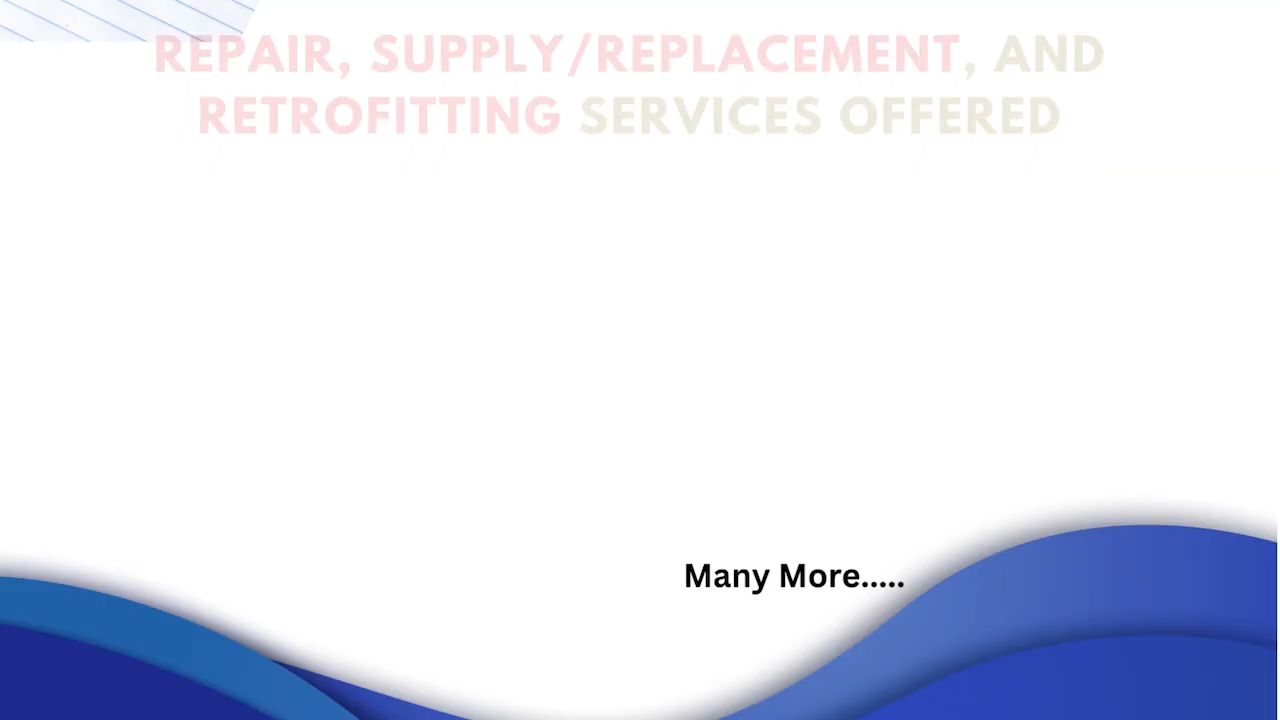 REPAIR, SUPPLY/REPLACEMENT, AND
RETROFITTING SERVICES OFFERED
Many More.....